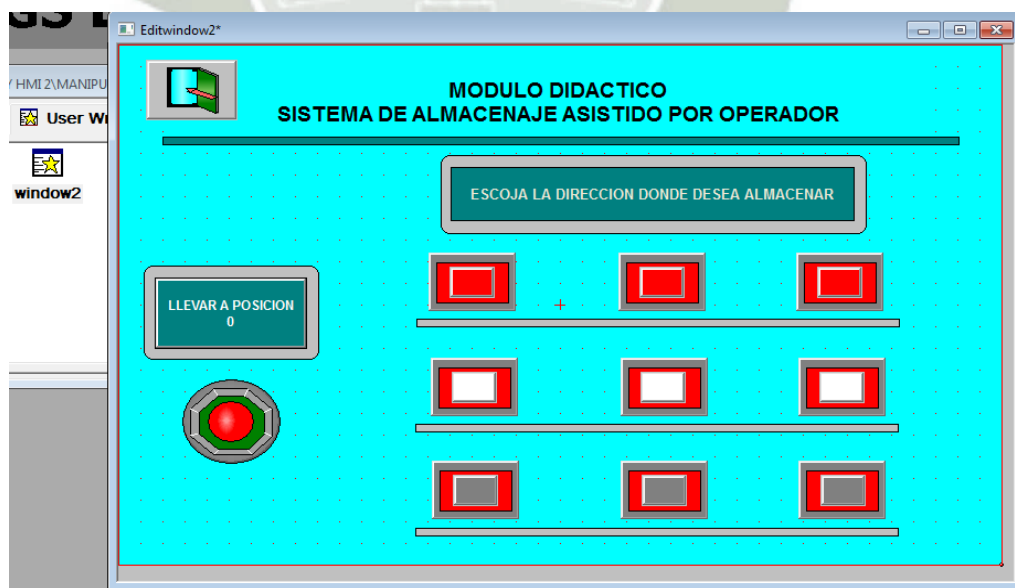 Editwindow2*
HMI 2\MANIPU
User Wi
window2
MODULO DIDACTICO
SISTEMA DE ALMACENAJE ASISTIDO POR OPERADOR
ESCOJA LA DIRECCION DONDE DESEA ALMACENAR
LLEVAR A POSICION
0